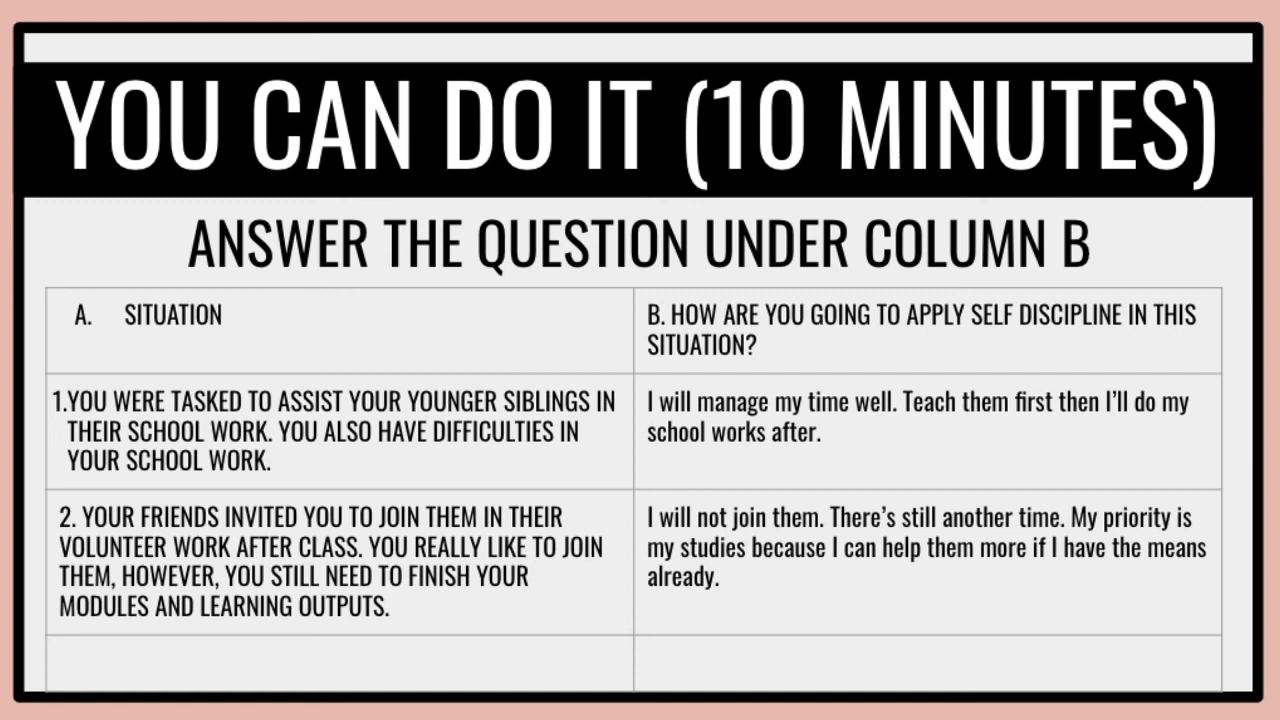 YOU CAN DO IT (10 MINUTES)
ANSWER THE QUESTION UNDER COLUMN B
A. SITUATION
B. HOW ARE YOU GOING TO APPLY SELF DISCIPLINE IN THIS
SITUATION?
1.YOU WERE TASKED TO ASSIST YOUR YOUNGER SIBLINGS IN
THEIR SCHOOL WORK. YOU ALSO HAVE DIFFICULTIES IN
YOUR SCHOOL WORK.
I will manage my time well. Teach them first then I’ll do my
school works after.
2. YOUR FRIENDS INVITED YOU TO JOIN THEM IN THEIR
VOLUNTEER WORK AFTER CLASS. YOU REALLY LIKE TO JOIN
THEM, HOWEVER, YOU STILL NEED TO FINISH YOUR
MODULES AND LEARNING OUTPUTS.
I will not join them. There’s still another time. My priority is
my studies because I can help them more if I have the means
already.